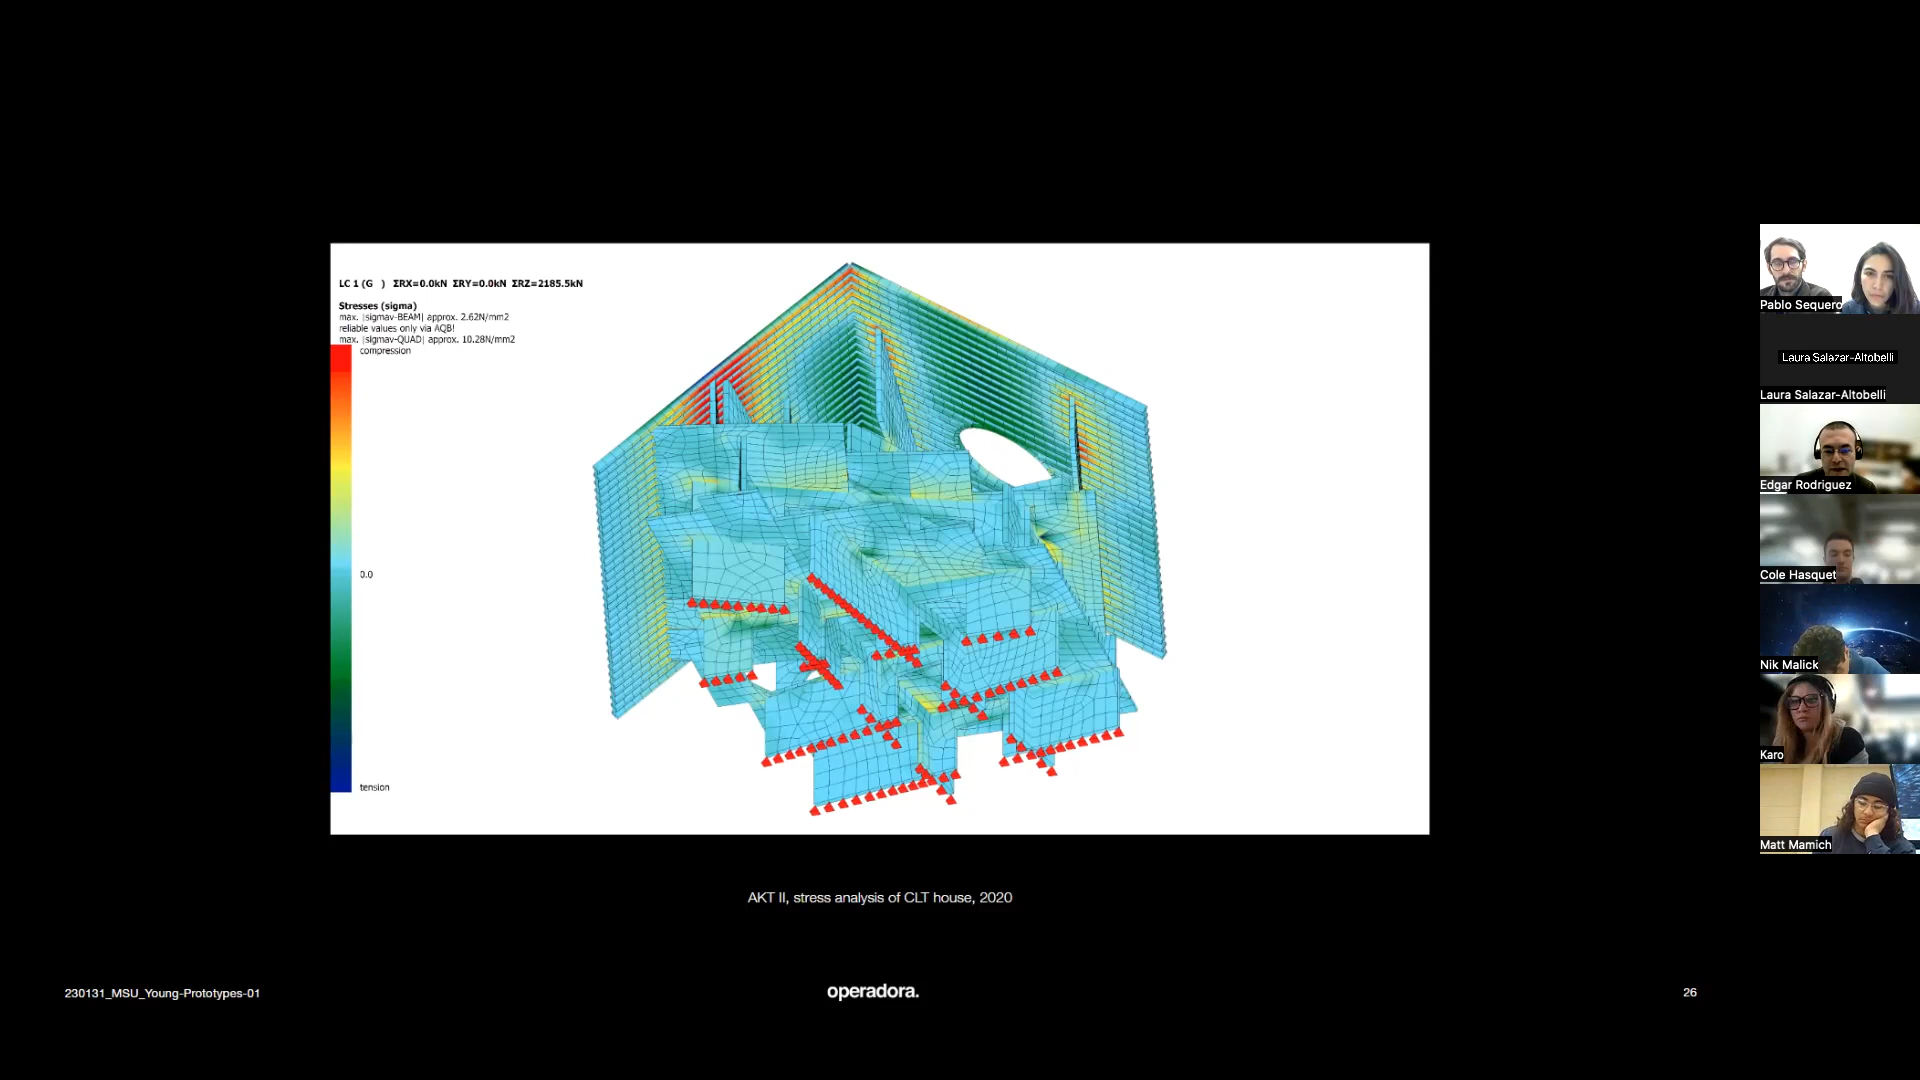 LC 1 (G   )   ΣRX=0.0kN  ΣRY=0.0kN  ΣRZ=2185.5kN
Stresses (sigma)
max. |sigmav-BEAM| approx. 2.62N/mm2
reliable values only via AQB!
max. |sigmav-QUAD| approx. 10.28N/mm2
compression
0.0
tension
AKT II, stress analysis of CLT house, 2020
230131_MSU_Young-Prototypes-01
operadora.
26
Pablo Sequero
Laura Salazar-Altobelli
Laura Salazar-Altobelli
Edgar Rodriguez
Cole Hasquet
Nik Malick
Karo
Matt Mamich